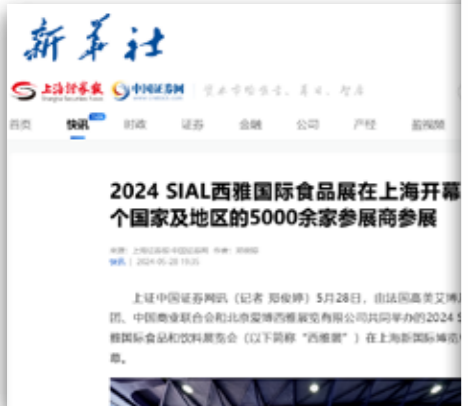 新华社
上海证券报 中国证券网
首页 快讯 时政 证券 金融 公司 产经
2024 SIAL西雅国际食品展在上海开幕
个国家及地区的5000余家参展商参展
快讯 | 2024-05-28 19:35
上证中国证券网讯（记者 郑俊婷）5月28日，由法国高美艾博展
团、中国商业联合会和北京爱博西雅展览有限公司共同举办的2024 S
雅国际食品和饮料展览会（以下简称“西雅展”）在上海新国际博览
幕。